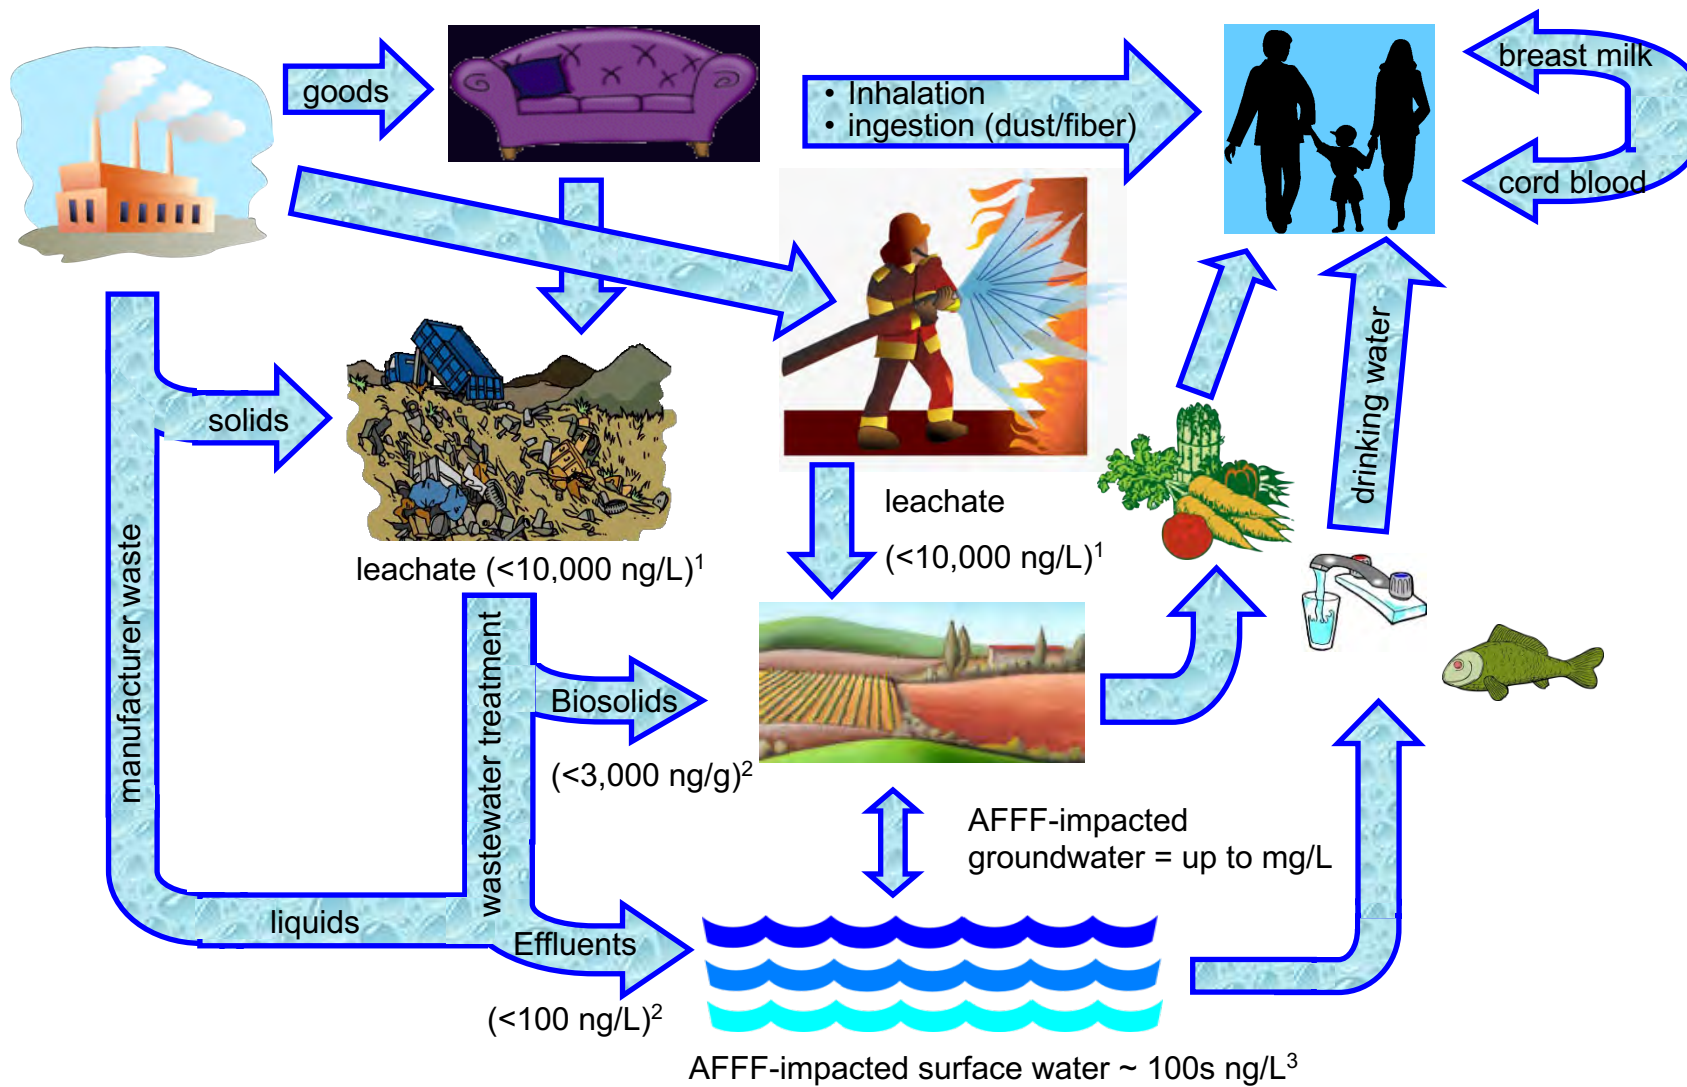 goods
• Inhalation
• ingestion (dust/fiber)
breast milk
cord blood
solids
drinking water
leachate
(<10,000 ng/L)1
leachate (<10,000 ng/L)1
manufacturer waste
wastewater treatment
Biosolids
(<3,000 ng/g)2
AFFF-impacted
groundwater = up to mg/L
liquids
Effluents
(<100 ng/L)2
AFFF-impacted surface water ~ 100s ng/L3